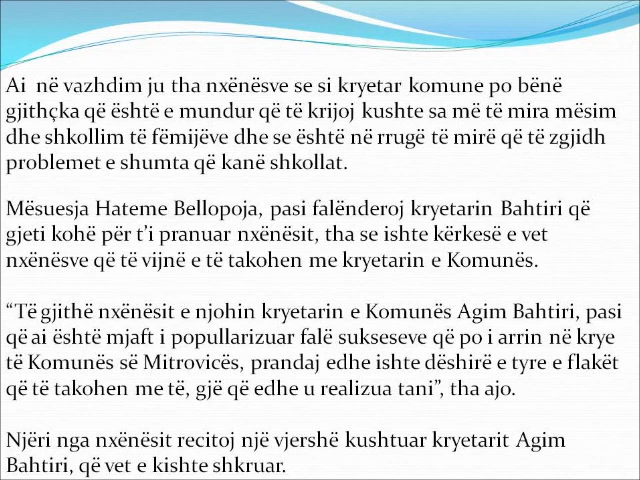 Ai në vazhdim ju tha nxënësve se si kryetar komune po bënë
gjithçka që është e mundur që të krijoj kushte sa më të mira mësim
dhe shkollim të fëmijëve dhe se është në rrugë të mirë që të zgjidh
problemet e shumta që kanë shkollat.
Mësuesja Hateme Bellopoja, pasi falënderoj kryetarin Bahtiri që
gjeti kohë për t’i pranuar nxënësit, tha se ishte kërkesë e vet
nxënësve që të vijnë e të takohen me kryetarin e Komunës.
“Të gjithë nxënësit e njohin kryetarin e Komunës Agim Bahtiri, pasi
që ai është mjaft i popullarizuar falë sukseseve që po i arrin në krye
të Komunës së Mitrovicës, prandaj edhe ishte dëshirë e tyre e flakët
që të takohen me të, gjë që edhe u realizua tani”, tha ajo.
Njëri nga nxënësit recitoj një vjershë kushtuar kryetarit Agim
Bahtiri, që vet e kishte shkruar.